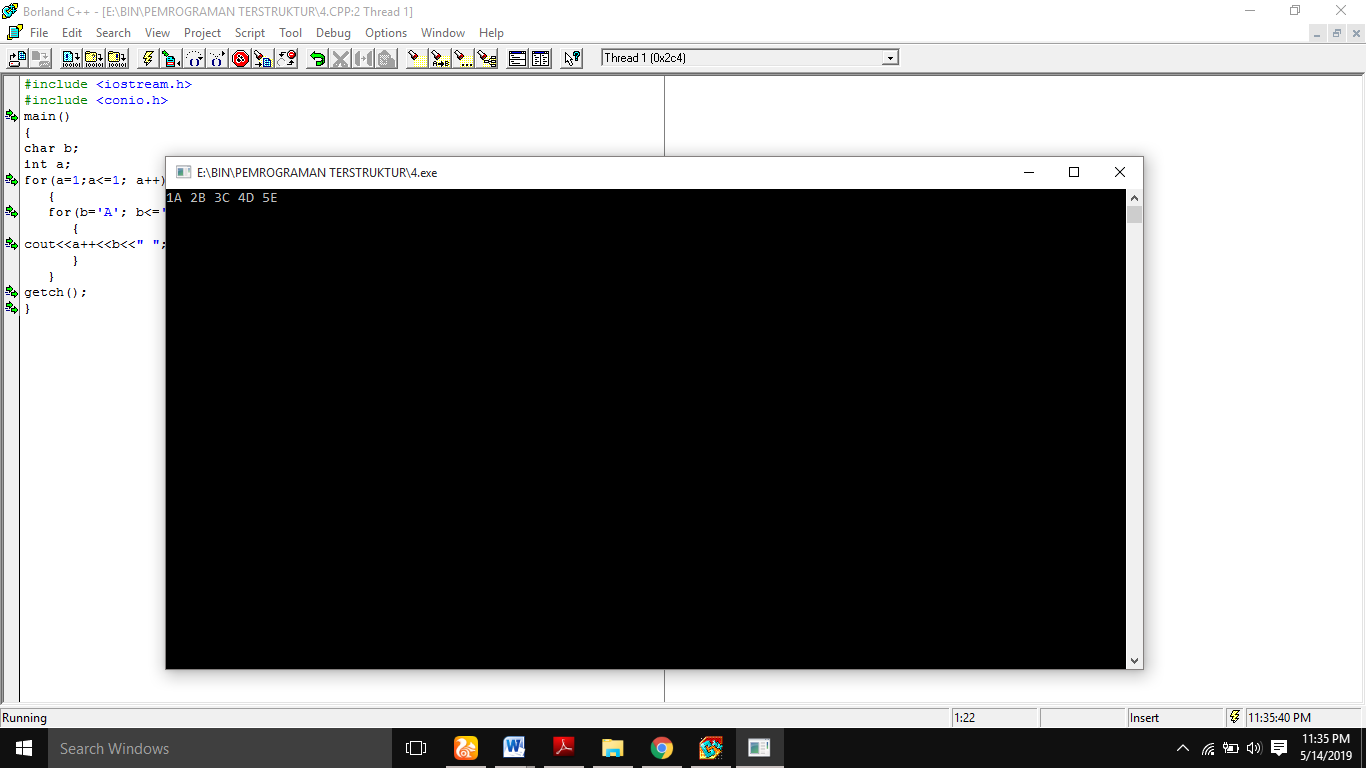 Borland C++ - [E:\BIN\PEMROGRAMAN TERSTRUKTUR\4.CPP:2 Thread 1]
File Edit Search View Project Script Tool Debug Options Window Help
Thread 1 (0x2c4)
#include <iostream.h>
#include <conio.h>
main()
{
char b;
int a;
for(a=1;a<=1; a++)
{
for(b='A'; b<='
{
cout<<a++<<b<<" ";
}
}
getch();
}
E:\BIN\PEMROGRAMAN TERSTRUKTUR\4.exe
1A 2B 3C 4D 5E
Running 1:22 Insert 11:35:40 PM
Search Windows
11:35 PM
5/14/2019